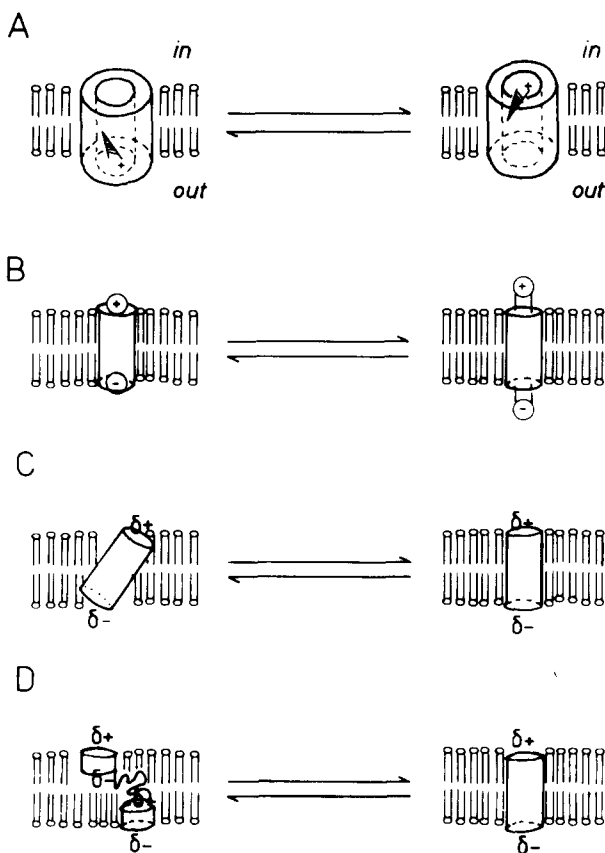 A
in in
+
+
out out
B
+ +
- -
C
δ+ δ+
δ- δ-
D
δ+ δ+
δ-
δ- δ-